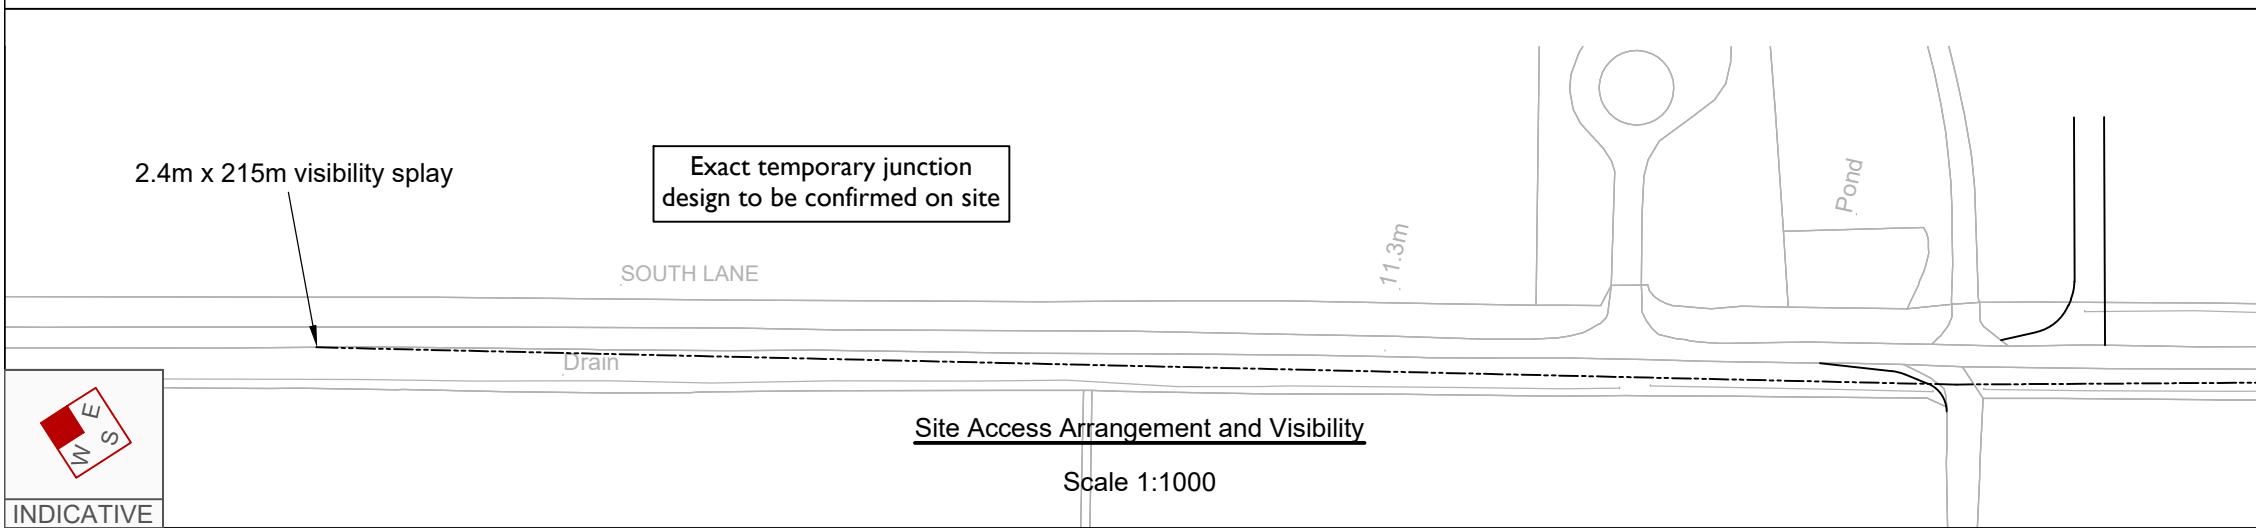 2.4m x 215m visibility splay
Exact temporary junction
design to be confirmed on site
Pond
11.3m
SOUTH LANE
Drain
E
S
W
Site Access Arrangement and Visibility
Scale 1:1000
INDICATIVE